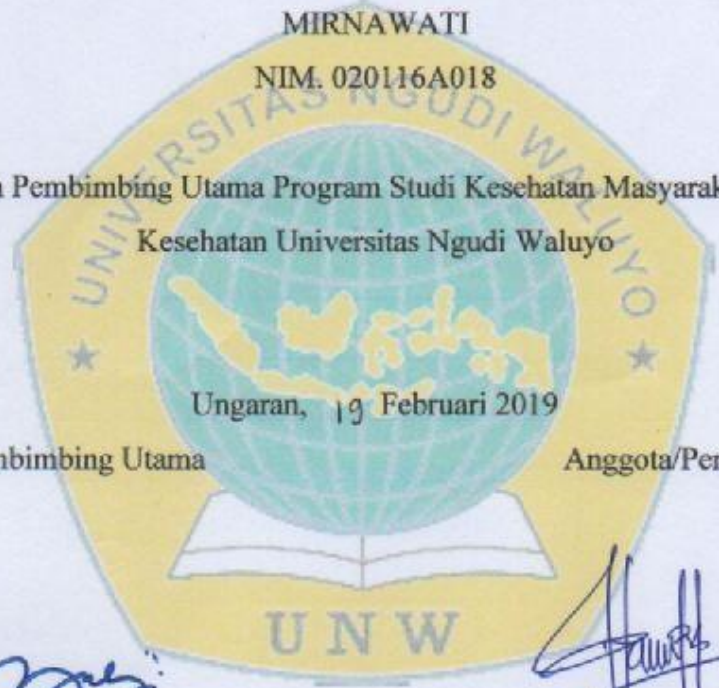 MIRNAWATI
NIM. 020116A018
UNIVERSITAS NGUDI WALUYO
Pembimbing Utama Program Studi Kesehatan Masyarak
Kesehatan Universitas Ngudi Waluyo
Ungaran, 19 Februari 2019
mbimbing Utama
Anggota/Per
UNW